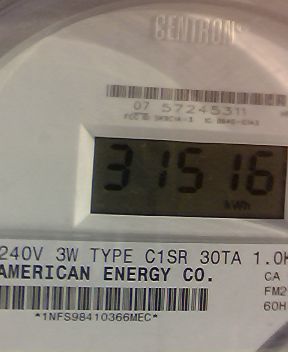 CENTRON®
07 57245311
31516
kWh
240V 3W TYPE C1SR 30TA 1.0K
AMERICAN ENERGY CO.
CA
FM2
60H
*1NFS98410366MEC*